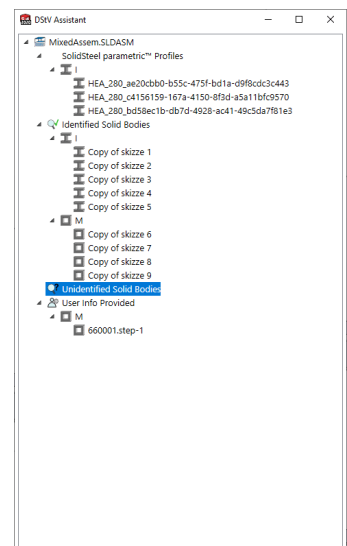 DStV Assistant
MixedAssem.SLDASM
SolidSteel parametric™ Profiles
I
HEA_280_ae20cbb0-b55c-475f-bd1a-d9f8cdc3c443
HEA_280_c4156159-167a-4150-8f3d-a5a11bfc9570
HEA_280_bd58ec1b-db7d-4928-ac41-49c5da7f81e3
Identified Solid Bodies
I
Copy of skizze 1
Copy of skizze 2
Copy of skizze 3
Copy of skizze 4
Copy of skizze 5
M
Copy of skizze 6
Copy of skizze 7
Copy of skizze 8
Copy of skizze 9
Unidentified Solid Bodies
User Info Provided
M
660001.step-1